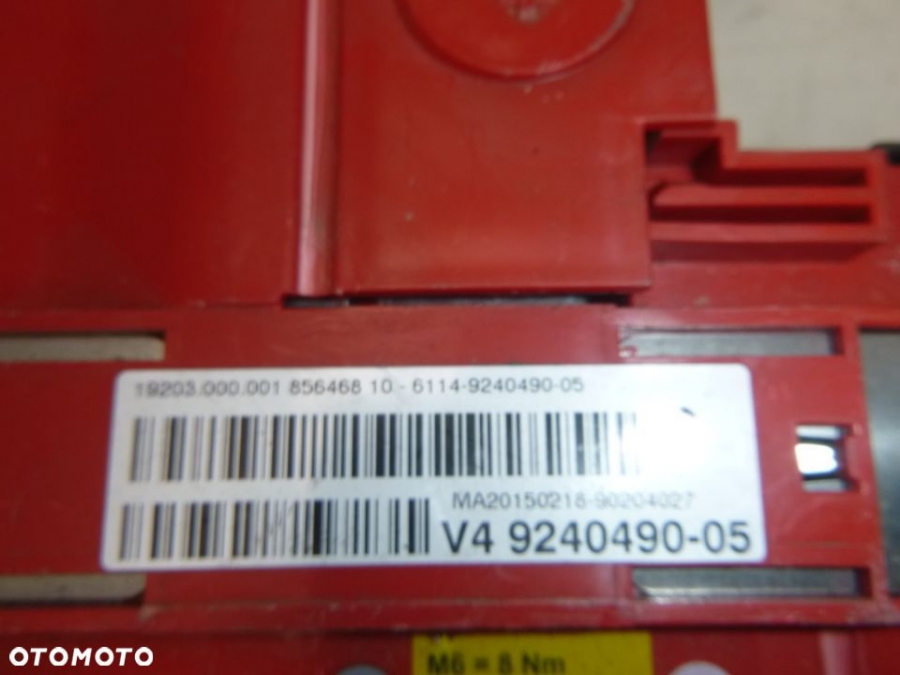 19203.000.001 856468 10 - 6114-9240490-05
MA20150218-90204027
V4 9240490-05
M6 = 8 Nm
OTOMOTO